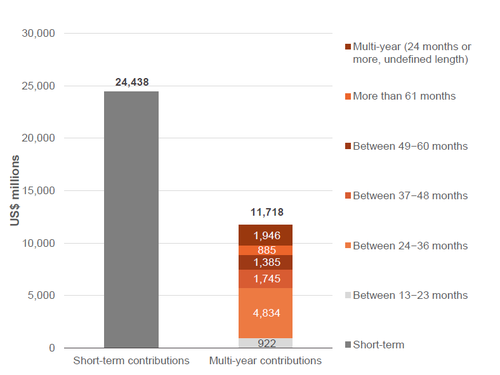 30,000
25,000
20,000
15,000
10,000
5,000
0
US$ millions
24,438
11,718
1,946
885
1,385
1,745
4,834
922
Short-term contributions
Multi-year contributions
Multi-year (24 months or
more, undefined length)
More than 61 months
Between 49–60 months
Between 37–48 months
Between 24–36 months
Between 13–23 months
Short-term